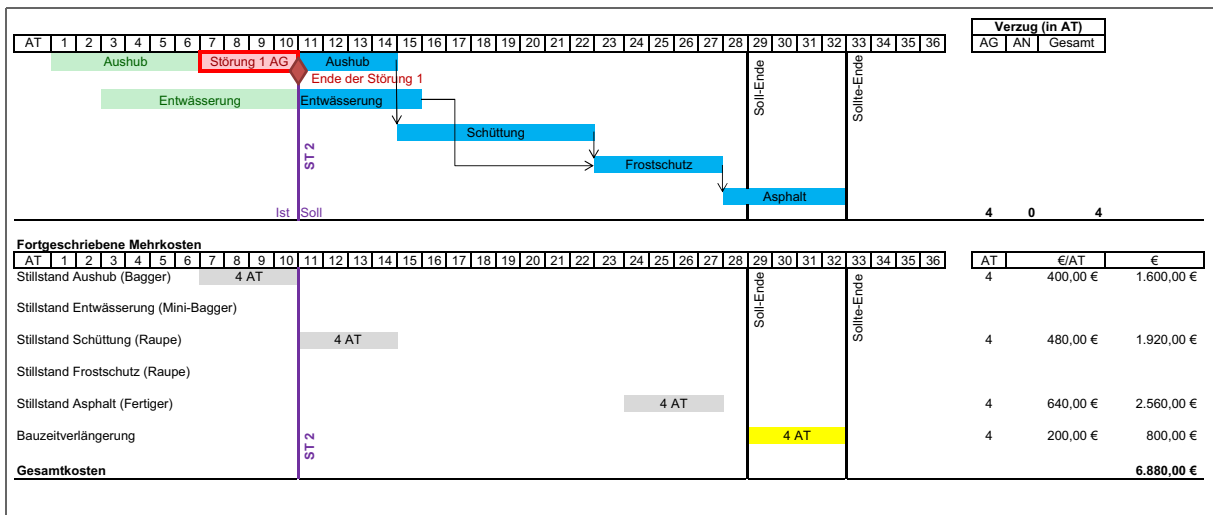 Verzug (in AT)
AT 1 2 3 4 5 6 7 8 9 10 11 12 13 14 15 16 17 18 19 20 21 22 23 24 25 26 27 28 29 30 31 32 33 34 35 36 AG AN Gesamt
Aushub Störung 1 AG Aushub
Ende der Störung 1
Entwässerung Entwässerung
Schüttung
ST 2
Frostschutz
Asphalt
Soll-Ende
Sollte-Ende
Ist Soll 4 0 4
Fortgeschriebene Mehrkosten
AT 1 2 3 4 5 6 7 8 9 10 11 12 13 14 15 16 17 18 19 20 21 22 23 24 25 26 27 28 29 30 31 32 33 34 35 36 AT €/AT €
Stillstand Aushub (Bagger) 4 AT 4 400,00 € 1.600,00 €
Soll-Ende
Sollte-Ende
Stillstand Entwässerung (Mini-Bagger)
Stillstand Schüttung (Raupe) 4 AT 4 480,00 € 1.920,00 €
Stillstand Frostschutz (Raupe)
Stillstand Asphalt (Fertiger) 4 AT 4 640,00 € 2.560,00 €
Bauzeitverlängerung 4 AT 4 200,00 € 800,00 €
ST 2
Gesamtkosten 6.880,00 €